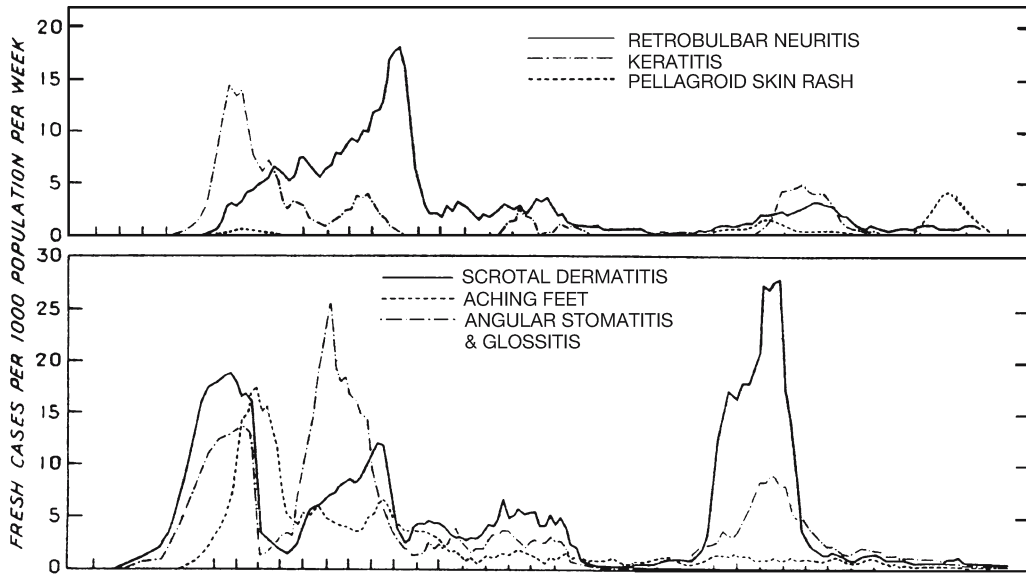 FRESH CASES PER 1000 POPULATION PER WEEK
20
15
10
5
0
RETROBULBAR NEURITIS
KERATITIS
PELLAGROID SKIN RASH
30
25
20
15
10
5
0
SCROTAL DERMATITIS
ACHING FEET
ANGULAR STOMATITIS
& GLOSSITIS